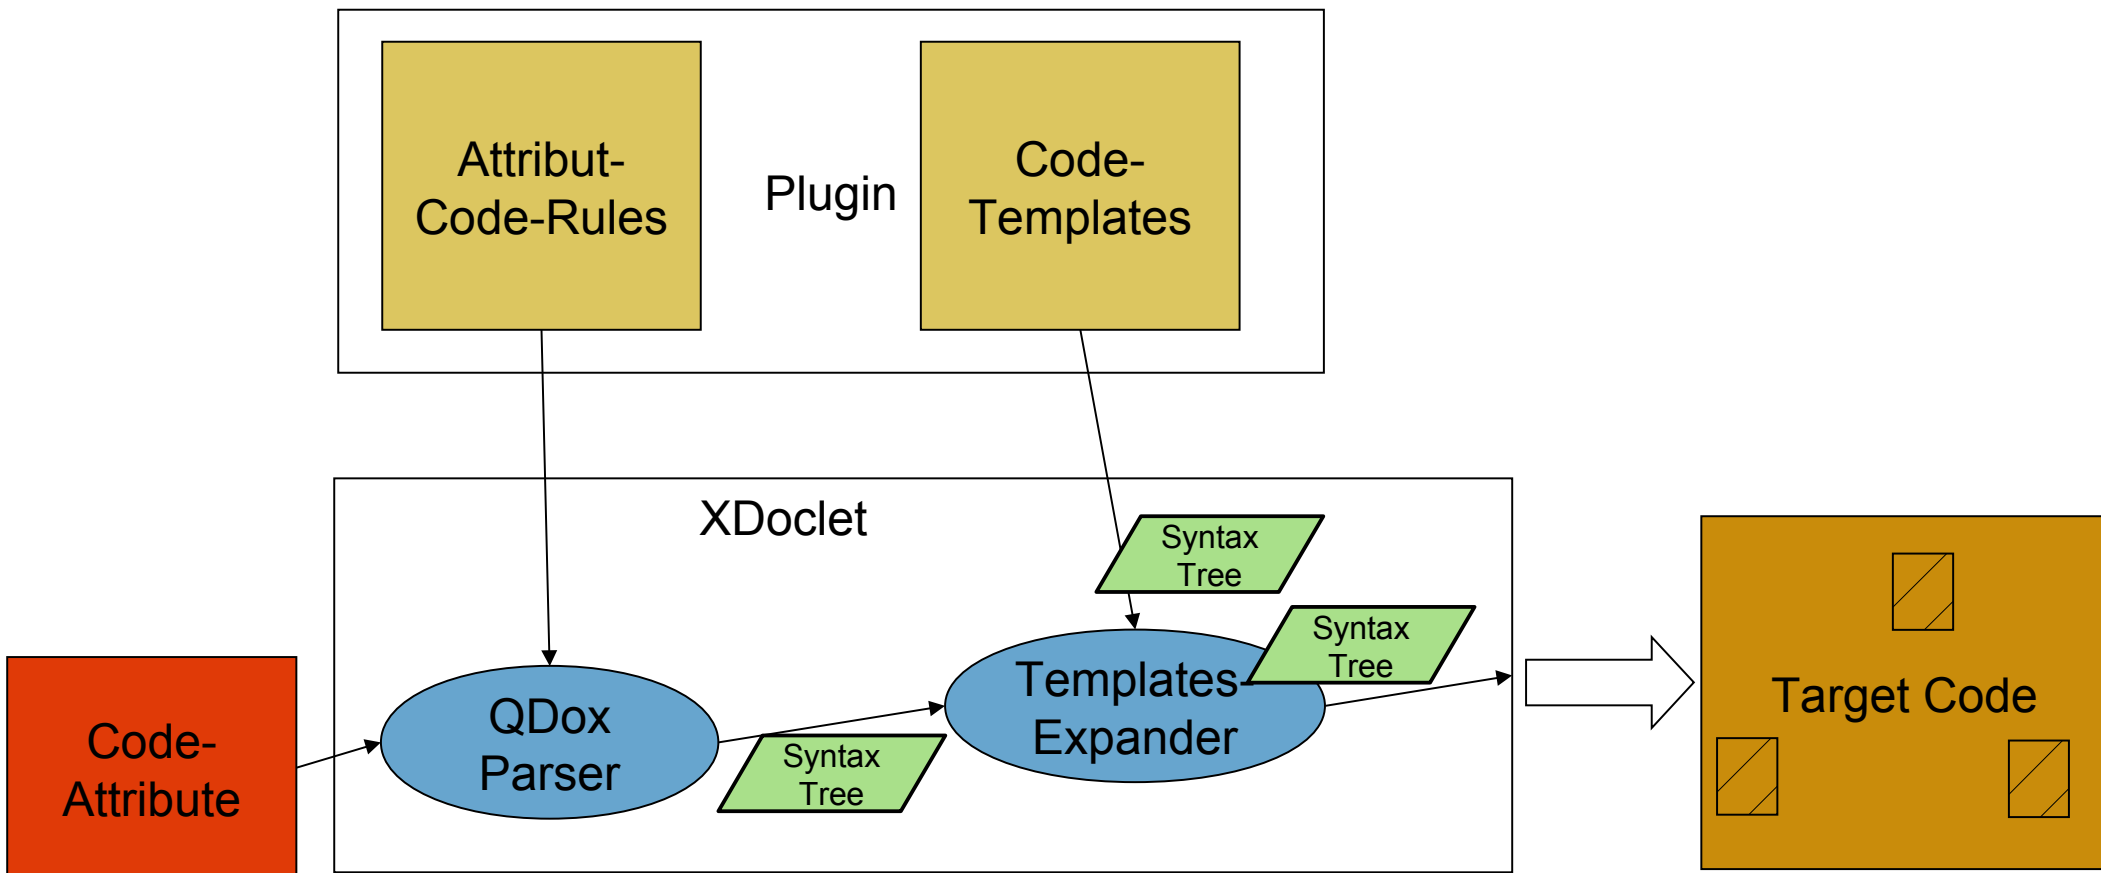 Attribut-
Code-Rules
Plugin
Code-
Templates
XDoclet
Syntax
Tree
Syntax
Tree
Templates-
Expander
QDox
Parser
Syntax
Tree
Code-
Attribute
Target Code